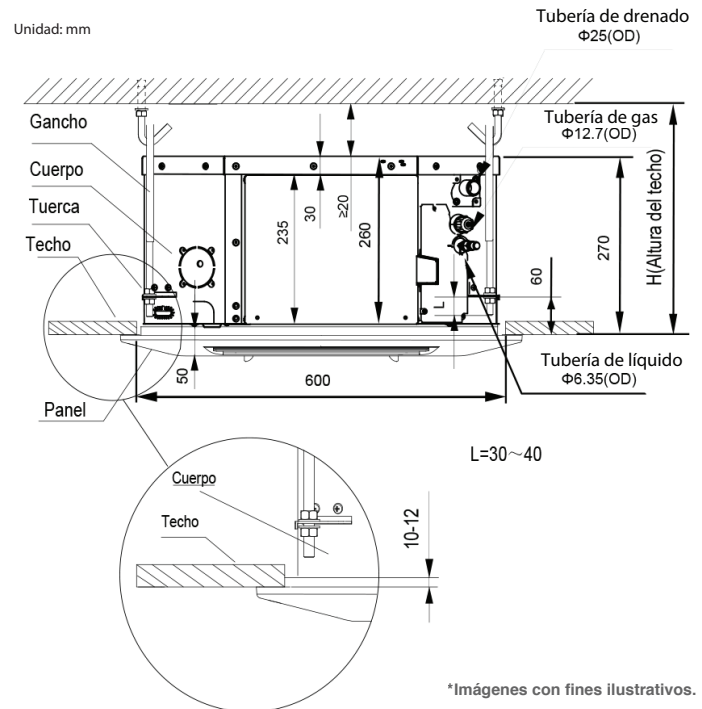 Unidad: mm
Tubería de drenado
Φ25(OD)
Gancho
Tubería de gas
Φ12.7(OD)
Cuerpo
Tuerca
Techo
235
30
≥20
260
L
60
270
H(Altura del techo)
50
600
Panel
Tubería de líquido
Φ6.35(OD)
L=30～40
Cuerpo
Techo
10-12
*Imágenes con fines ilustrativos.